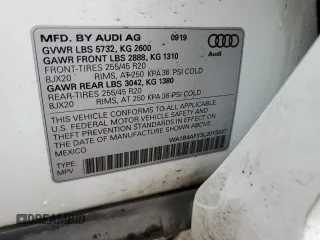 MFD. BY AUDI AG 0919
GVWR LBS 5732, KG 2600
GAWR FRONT LBS 2888, KG 1310
FRONT-TIRES 255/45 R20
8JX20 RIMS, AT 250 KPA 36 PSI COLD
GAWR REAR LBS 3042, KG 1380
REAR-TIRES 255/45 R20
8JX20 RIMS, AT 250 KPA 36 PSI COLD
THIS VEHICLE CONFORMS TO ALL
APPLICABLE U.S. FEDERAL MOTOR
VEHICLE SAFETY, BUMPER, AND THEFT
PREVENTION STANDARDS IN EFFECT ON
THE DATE OF MANUFACTURE SHOWN ABOVE
MEXICO
TYPE:
MPV